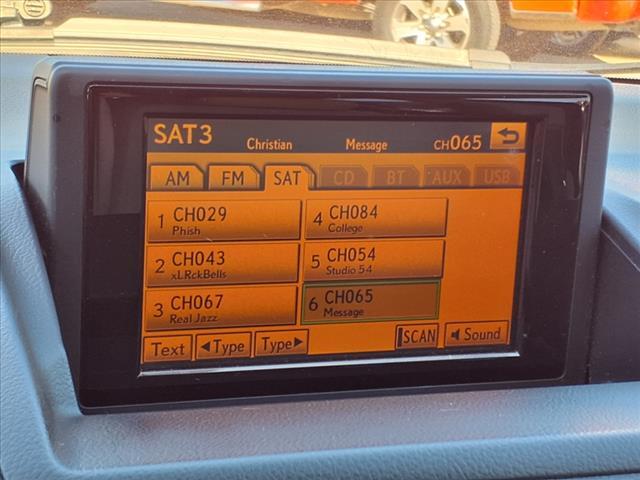 SAT3 Christian Message CH065
AM FM SAT CD BT AUX USB
1 CH029
Phish
4 CH084
College
2 CH043
xLRckBells
5 CH054
Studio 54
3 CH067
Real Jazz
6 CH065
Message
Text ◄Type Type► SCAN Sound